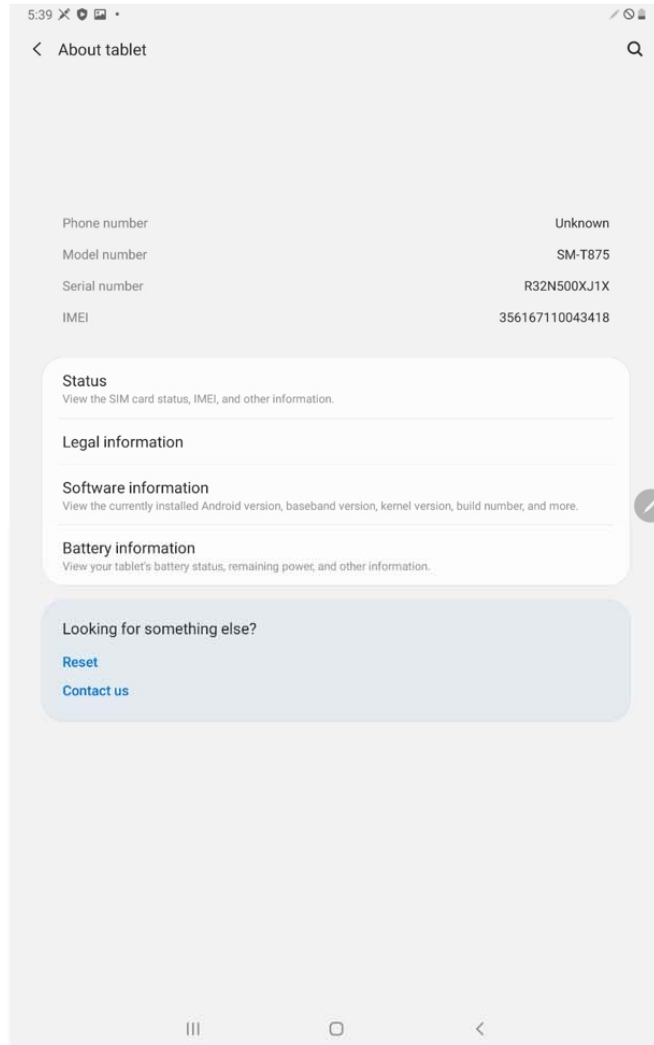 5:39
About tablet
Phone number Unknown
Model number SM-T875
Serial number R32N500XJ1X
IMEI 356167110043418
Status
View the SIM card status, IMEI, and other information.
Legal information
Software information
View the currently installed Android version, baseband version, kernel version, build number, and more.
Battery information
View your tablet's battery status, remaining power, and other information.
Looking for something else?
Reset
Contact us